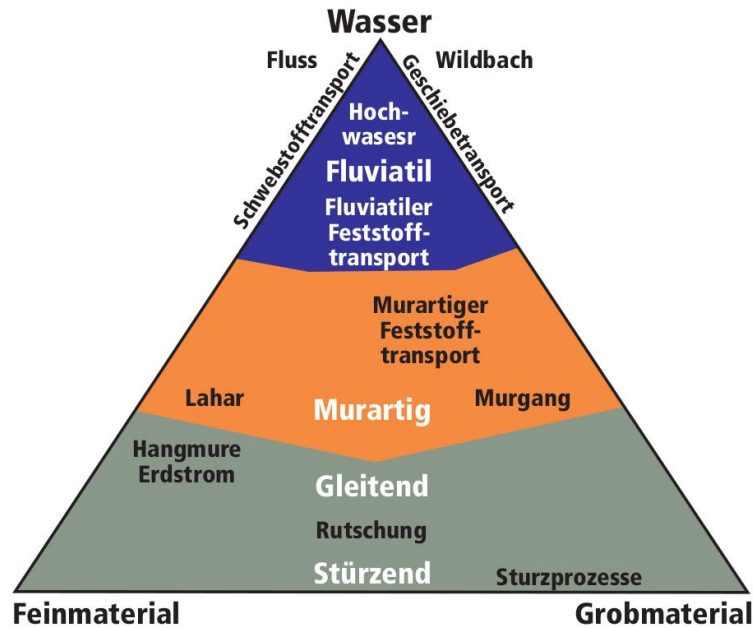 Wasser
Fluss
Wildbach
Schwebstofftransport
Geschiebetransport
Hoch-
wasesr
Fluviatil
Fluviatiler
Feststoff-
transport
Murartiger
Feststoff-
transport
Lahar
Murartig
Murgang
Hangmure
Erdstrom
Gleitend
Rutschung
Stürzend
Sturzprozesse
Feinmaterial
Grobmaterial